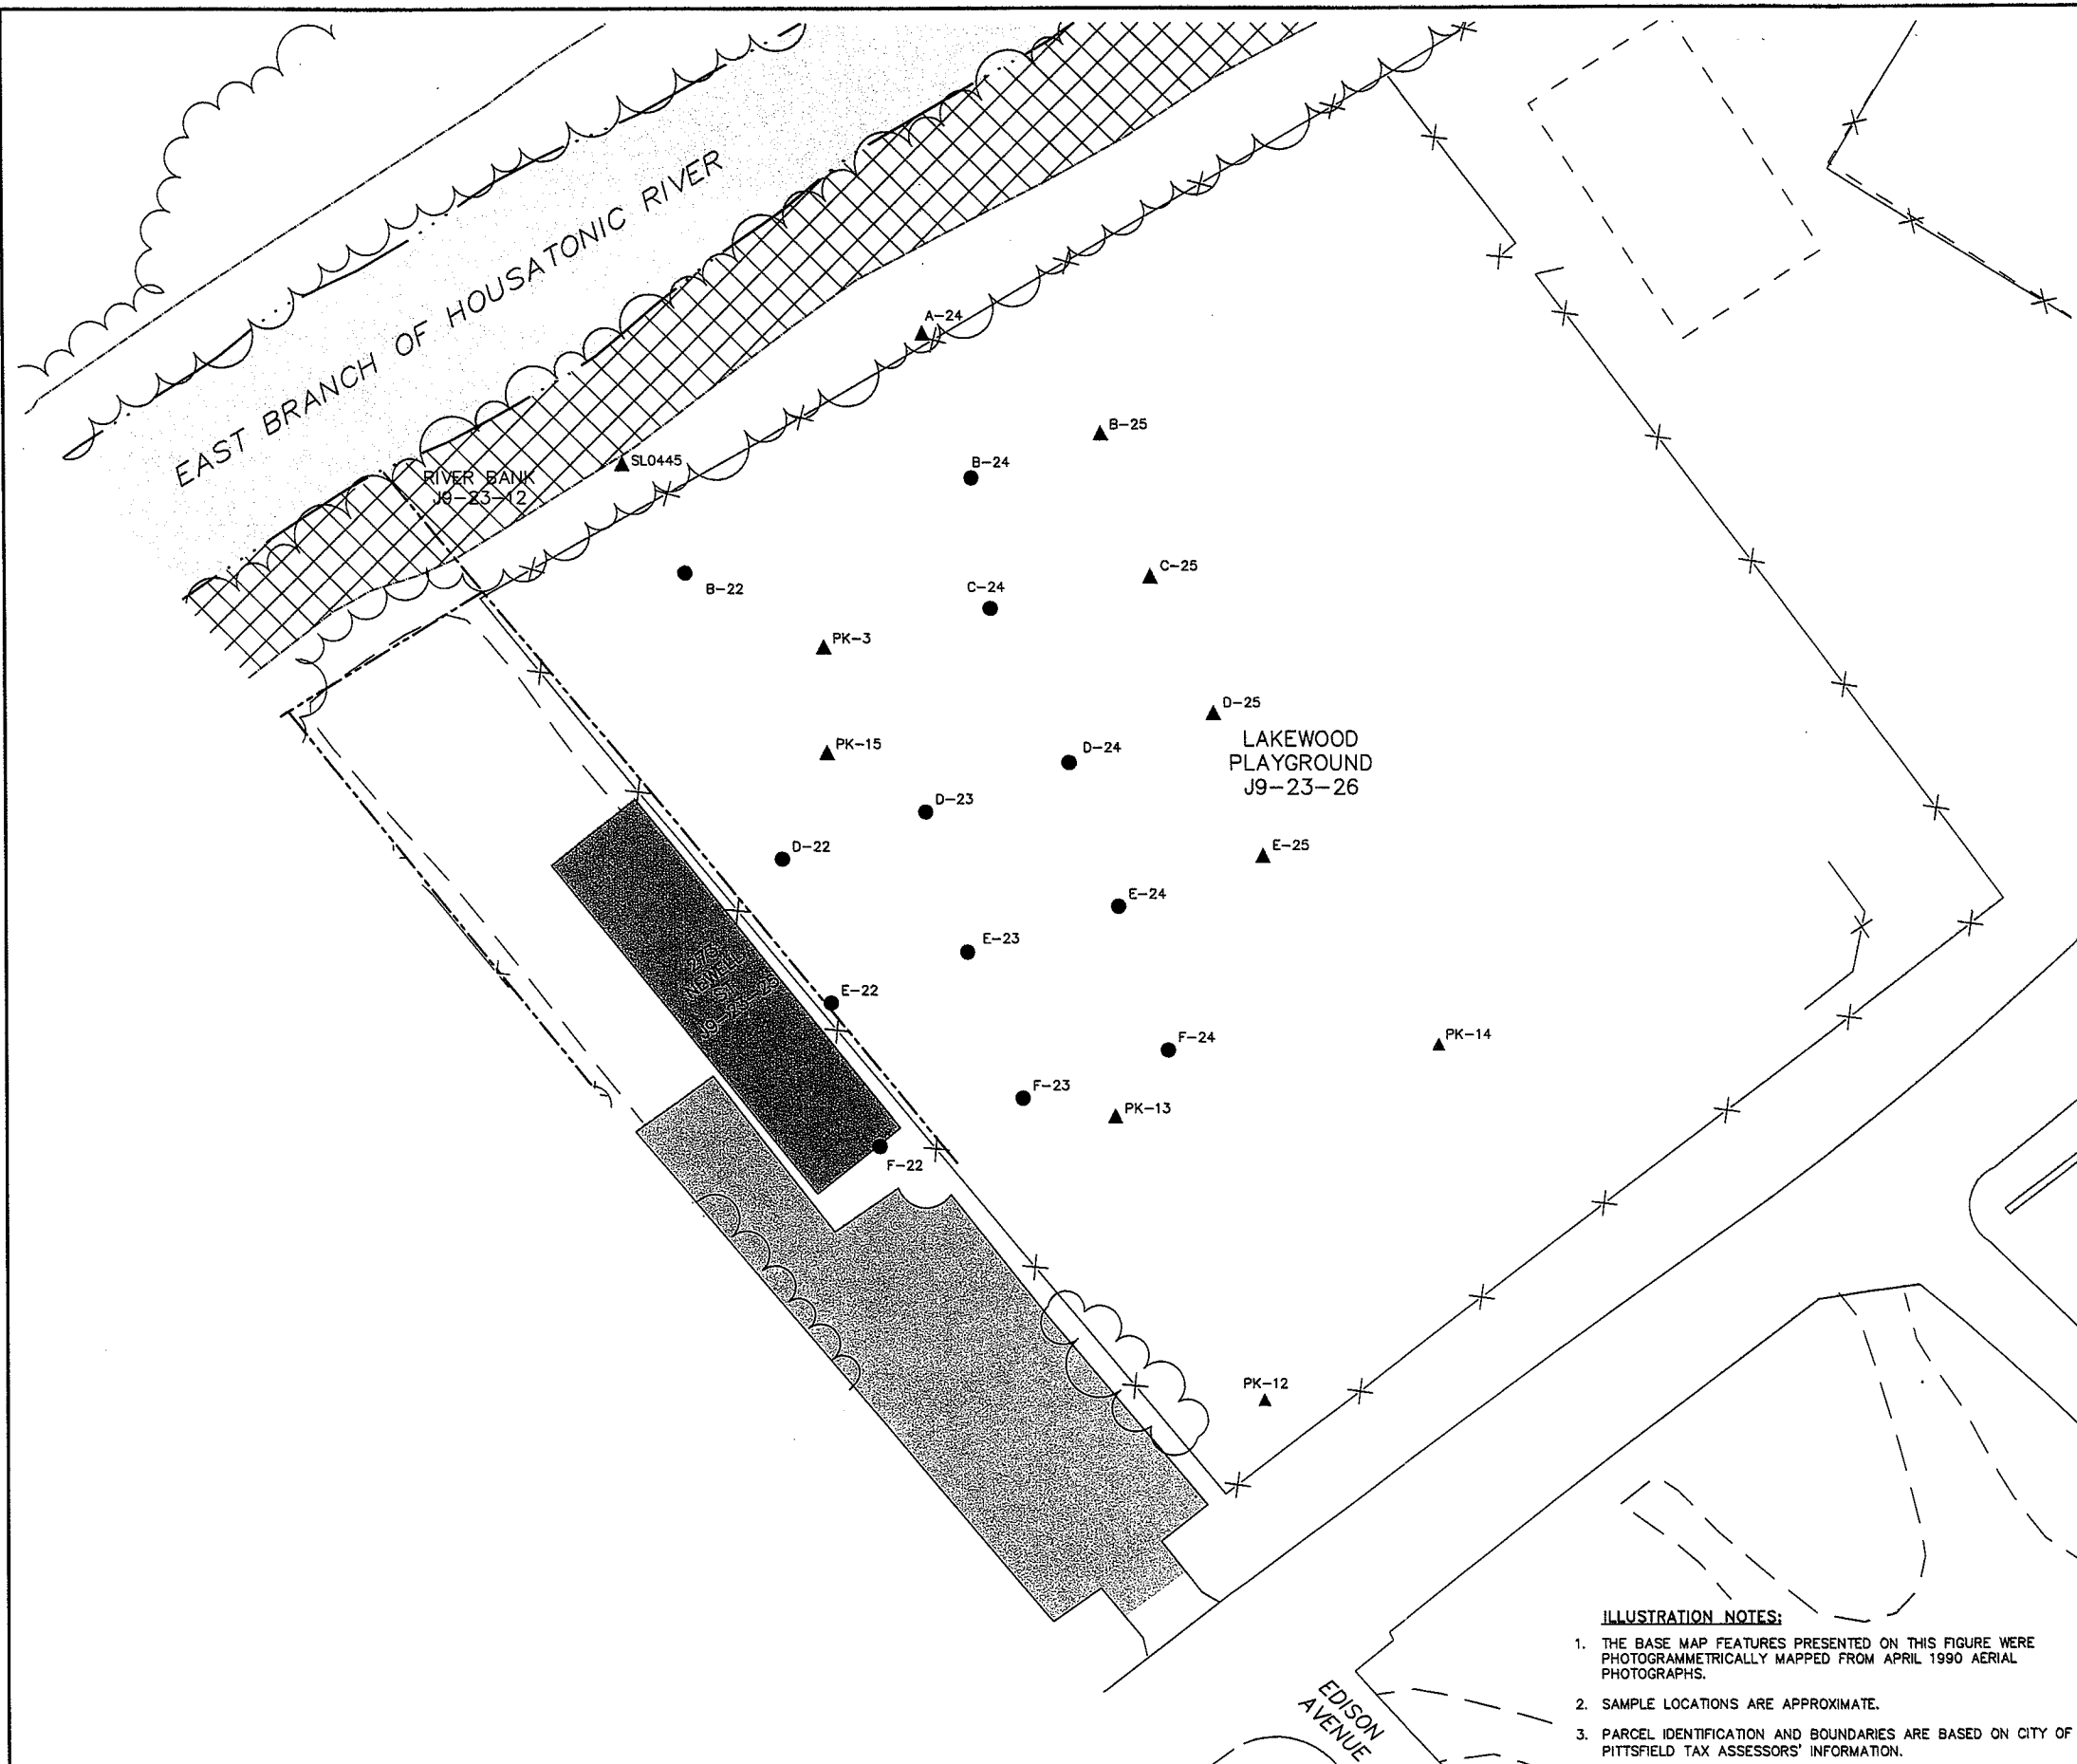 EAST BRANCH OF HOUSATONIC RIVER
A-24
B-25
B-24
SL0445
RIVER BANK
J9-23-12
B-22
C-25
C-24
PK-3
D-25
LAKEWOOD
PLAYGROUND
J9-23-26
PK-15
D-24
D-23
D-22
E-25
E-24
E-23
NEWELL
ST.
E-22
F-24
PK-14
F-23
PK-13
F-22
PK-12
EDISON
AVENUE
ILLUSTRATION NOTES:
1. THE BASE MAP FEATURES PRESENTED ON THIS FIGURE WERE
PHOTOGRAMMETRICALLY MAPPED FROM APRIL 1990 AERIAL
PHOTOGRAPHS.
2. SAMPLE LOCATIONS ARE APPROXIMATE.
3. PARCEL IDENTIFICATION AND BOUNDARIES ARE BASED ON CITY OF
PITTSFIELD TAX ASSESSORS' INFORMATION.